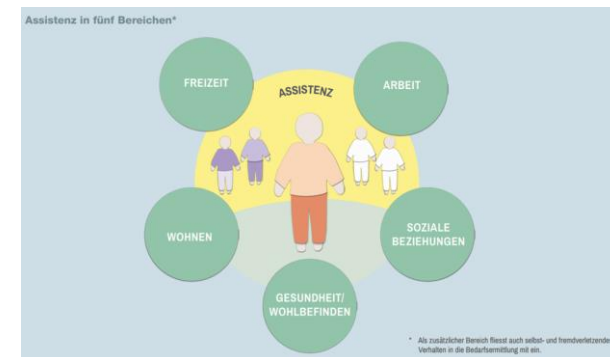 Assistenz in fünf Bereichen*
FREIZEIT
ASSISTENZ
ARBEIT
WOHNEN
SOZIALE
BEZIEHUNGEN
GESUNDHEIT/
WOHLBEFINDEN
* Als zusätzlicher Bereich fliesst auch selbst- und fremdverletzendes
Verhalten in die Bedarfsermittlung mit ein.